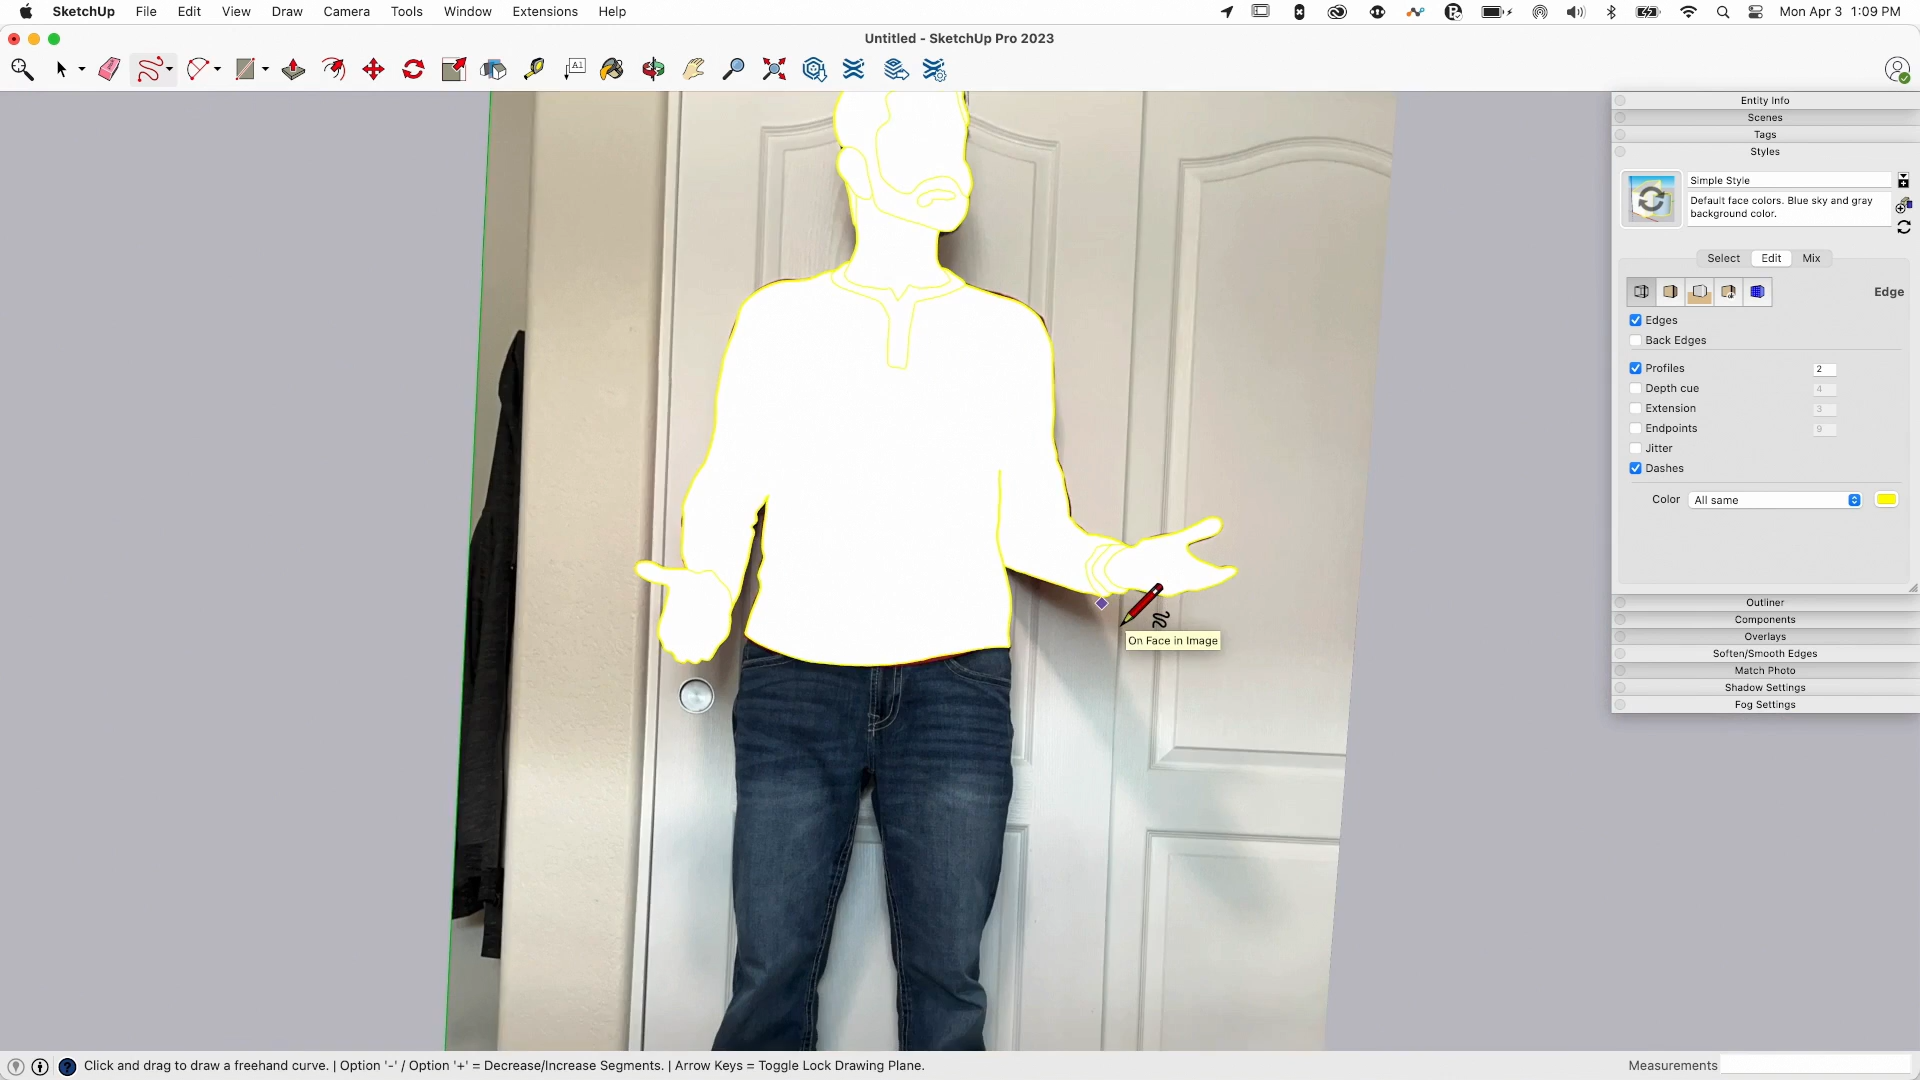 SketchUp File Edit View Draw Camera Tools Window Extensions Help Mon Apr 3 1:09 PM
Untitled - SketchUp Pro 2023
A1
Entity Info
Scenes
Tags
Styles
Simple Style
Default face colors. Blue sky and gray
background color.
Select Edit Mix
Edge
Edges
Back Edges
Profiles 2
Depth cue 4
Extension 3
Endpoints 9
Jitter
Dashes
Color All same
On Face in Image
Outliner
Components
Overlays
Soften/Smooth Edges
Match Photo
Shadow Settings
Fog Settings
Click and drag to draw a freehand curve. | Option '-' / Option '+' = Decrease/Increase Segments. | Arrow Keys = Toggle Lock Drawing Plane.
Measurements